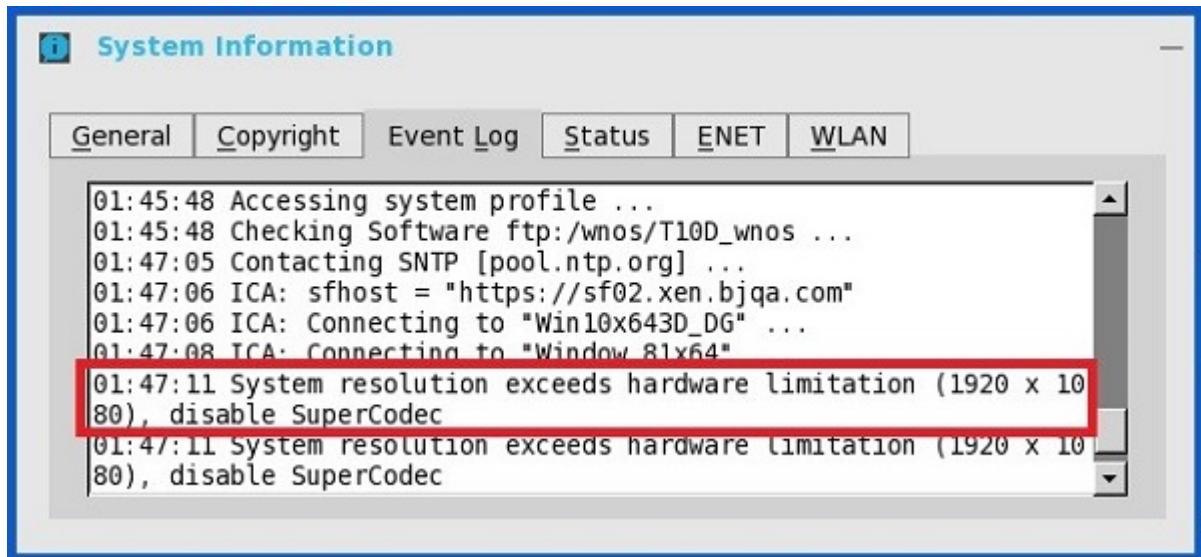 System Information
General Copyright Event Log Status ENET WLAN
01:45:48 Accessing system profile ...
01:45:48 Checking Software ftp:/wnos/T10D_wnos ...
01:47:05 Contacting SNTP [pool.ntp.org] ...
01:47:06 ICA: sfhost = "https://sf02.xen.bjqa.com"
01:47:06 ICA: Connecting to "Win10x643D_DG" ...
01:47:08 ICA: Connecting to "Window 81x64"
01:47:11 System resolution exceeds hardware limitation (1920 x 10
80), disable SuperCodec
01:47:11 System resolution exceeds hardware limitation (1920 x 10
80), disable SuperCodec